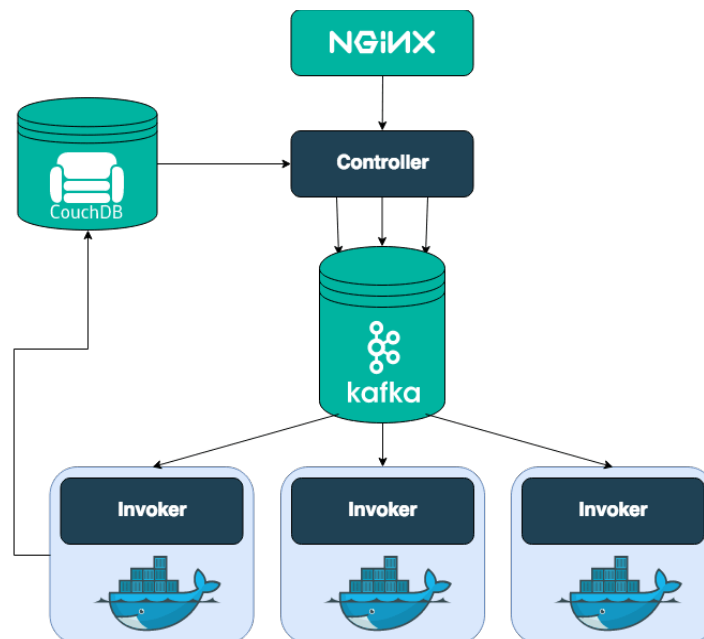 NGiNX
Controller
CouchDB
kafka
Invoker
Invoker
Invoker